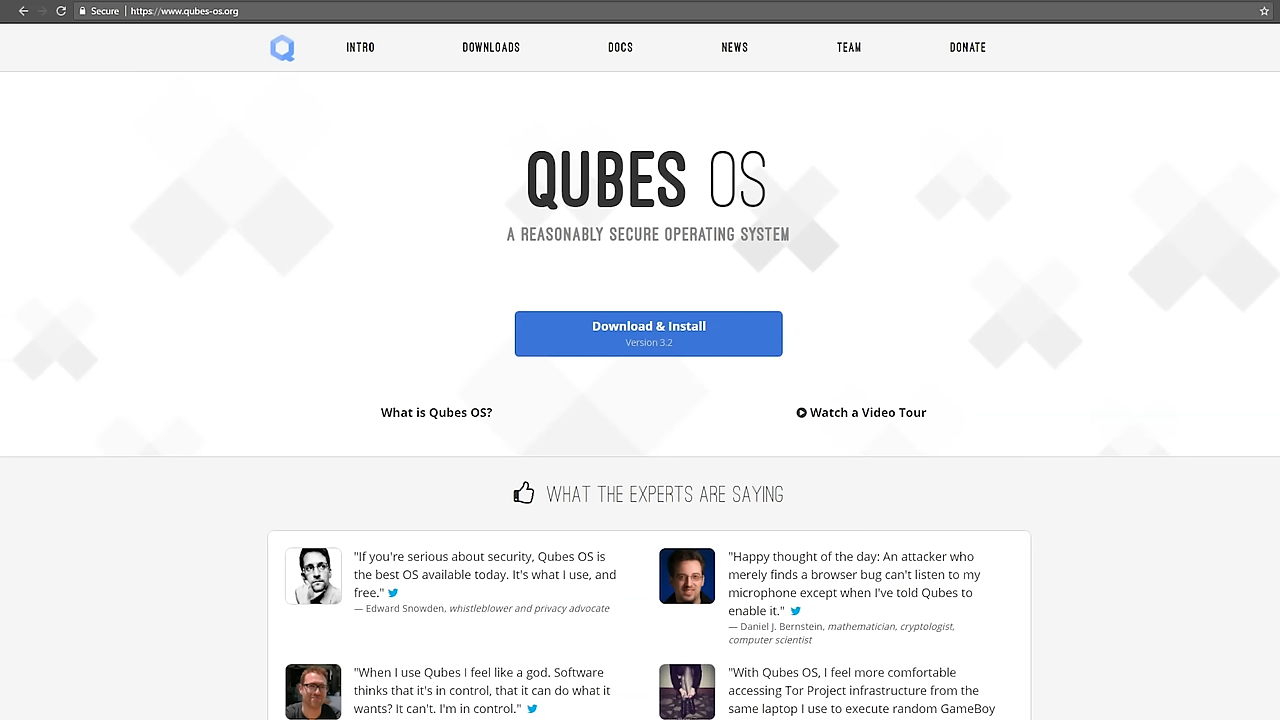 Secure | https://www.qubes-os.org
INTRO DOWNLOADS DOCS NEWS TEAM DONATE
QUBES OS
A REASONABLY SECURE OPERATING SYSTEM
Download & Install
Version 3.2
What is Qubes OS?
Watch a Video Tour
WHAT THE EXPERTS ARE SAYING
"If you're serious about security, Qubes OS is
the best OS available today. It's what I use, and
free."
— Edward Snowden, whistleblower and privacy advocate
"Happy thought of the day: An attacker who
merely finds a browser bug can't listen to my
microphone except when I've told Qubes to
enable it."
— Daniel J. Bernstein, mathematician, cryptologist,
computer scientist
"When I use Qubes I feel like a god. Software
thinks that it's in control, that it can do what it
wants? It can't. I'm in control."
"With Qubes OS, I feel more comfortable
accessing Tor Project infrastructure from the
same laptop I use to execute random GameBoy